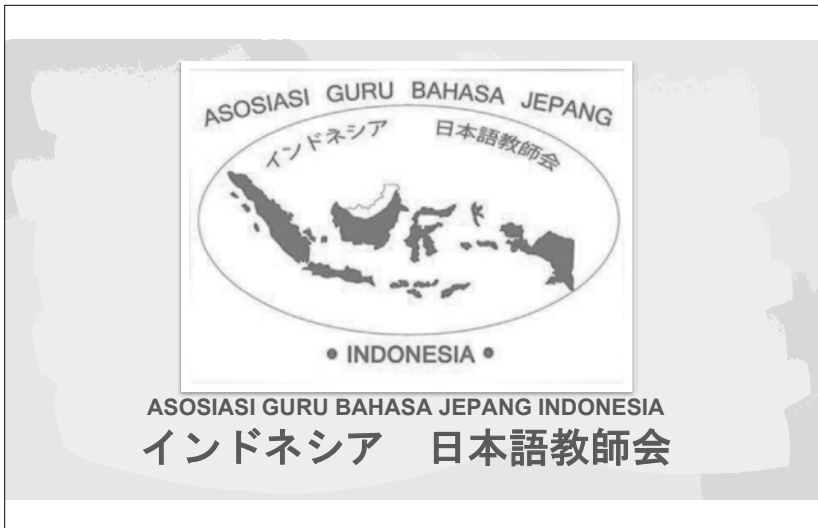 ASOSIASI GURU BAHASA JEPANG
インドネシア 日本語教師会
• INDONESIA •
ASOSIASI GURU BAHASA JEPANG INDONESIA
インドネシア 日本語教師会